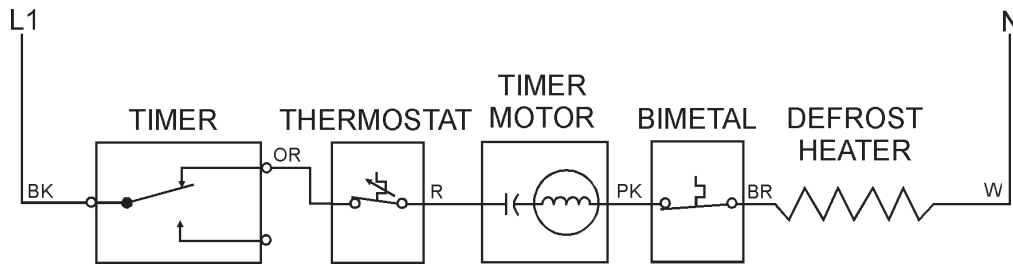 L1
N
TIMER
THERMOSTAT
TIMER
MOTOR
BIMETAL
DEFROST
HEATER
BK
OR
R
PK
BR
W